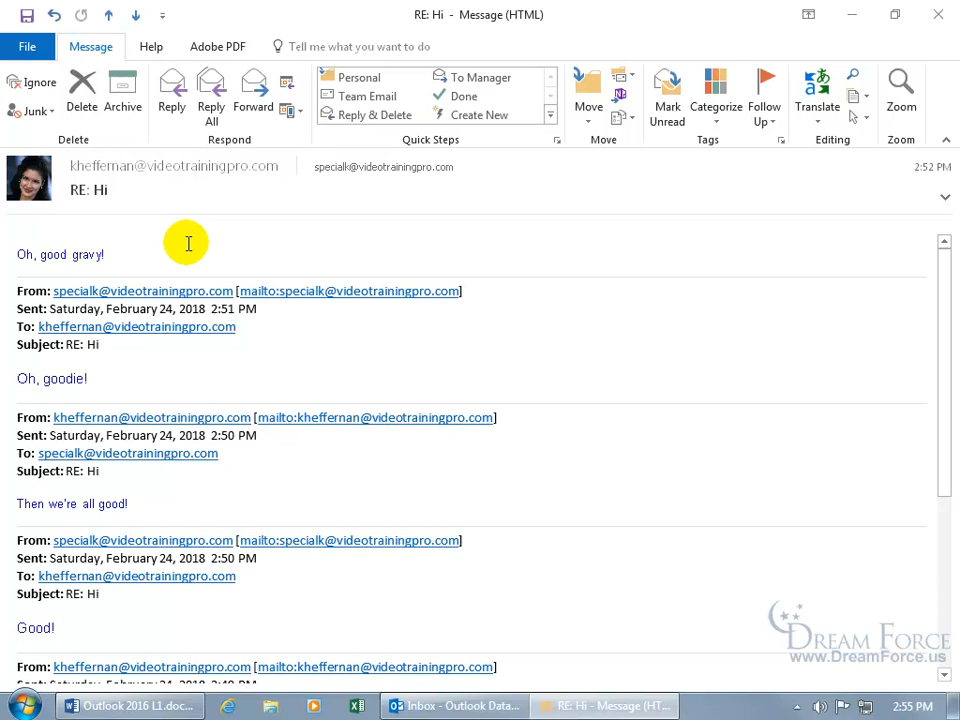 RE: Hi - Message (HTML)
File Message Help Adobe PDF Tell me what you want to do
Ignore
Junk
Delete
Archive
Delete
Reply
Reply All
Forward
Respond
Personal
Team Email
Reply & Delete
To Manager
Done
Create New
Quick Steps
Move
Move
Mark Unread
Categorize
Follow Up
Tags
Translate
Editing
Zoom
Zoom
kheffernan@videotrainingpro.com specialk@videotrainingpro.com 2:52 PM
RE: Hi
Oh, good gravy!
From: specialk@videotrainingpro.com [mailto:specialk@videotrainingpro.com]
Sent: Saturday, February 24, 2018 2:51 PM
To: kheffernan@videotrainingpro.com
Subject: RE: Hi
Oh, goodie!
From: kheffernan@videotrainingpro.com [mailto:kheffernan@videotrainingpro.com]
Sent: Saturday, February 24, 2018 2:50 PM
To: specialk@videotrainingpro.com
Subject: RE: Hi
Then we're all good!
From: specialk@videotrainingpro.com [mailto:specialk@videotrainingpro.com]
Sent: Saturday, February 24, 2018 2:50 PM
To: kheffernan@videotrainingpro.com
Subject: RE: Hi
Good!
From: kheffernan@videotrainingpro.com [mailto:kheffernan@videotrainingpro.com]
DREAM FORCE
www.DreamForce.us
Outlook 2016 L1.doc... Inbox - Outlook Data... RE: Hi - Message (HT... 2:55 PM